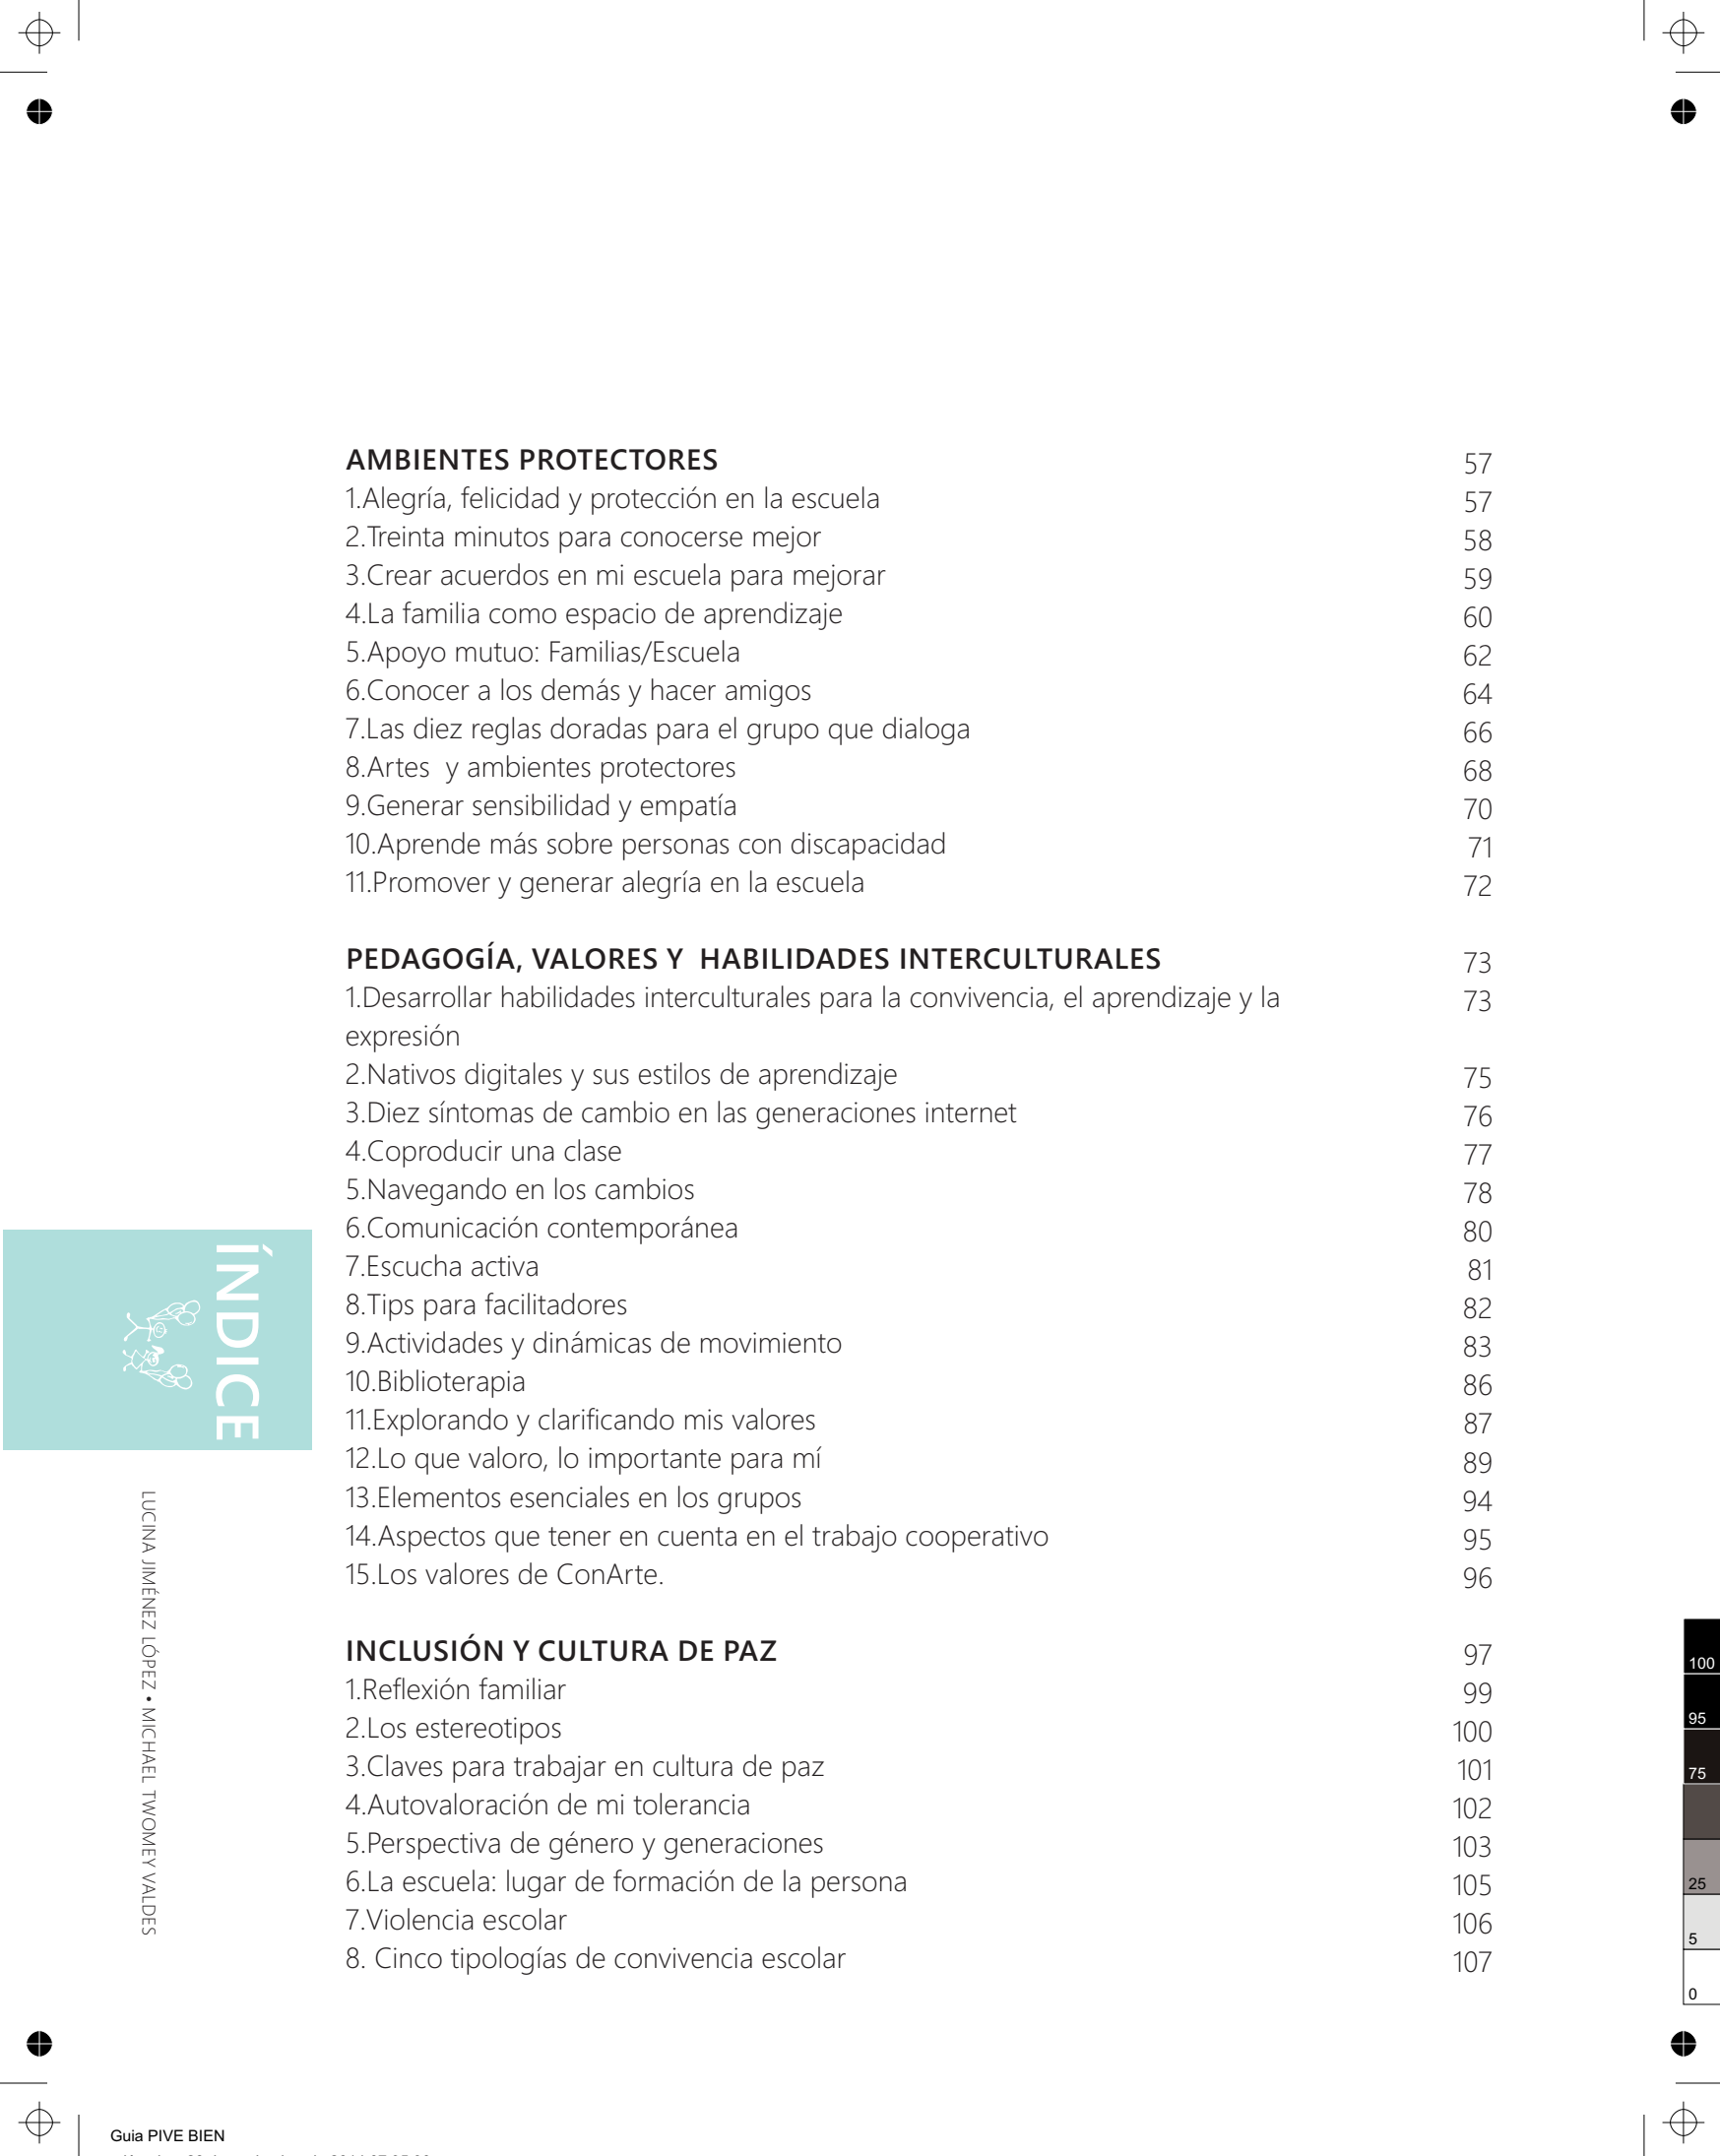 AMBIENTES PROTECTORES 57
1.Alegría, felicidad y protección en la escuela 57
2.Treinta minutos para conocerse mejor 58
3.Crear acuerdos en mi escuela para mejorar 59
4.La familia como espacio de aprendizaje 60
5.Apoyo mutuo: Familias/Escuela 62
6.Conocer a los demás y hacer amigos 64
7.Las diez reglas doradas para el grupo que dialoga 66
8.Artes  y ambientes protectores 68
9.Generar sensibilidad y empatía 70
10.Aprende más sobre personas con discapacidad 71
11.Promover y generar alegría en la escuela 72
PEDAGOGÍA, VALORES Y  HABILIDADES INTERCULTURALES 73
1.Desarrollar habilidades interculturales para la convivencia, el aprendizaje y la 73
expresión
2.Nativos digitales y sus estilos de aprendizaje 75
3.Diez síntomas de cambio en las generaciones internet 76
4.Coproducir una clase 77
5.Navegando en los cambios 78
6.Comunicación contemporánea 80
7.Escucha activa 81
8.Tips para facilitadores 82
9.Actividades y dinámicas de movimiento 83
10.Biblioterapia 86
11.Explorando y clarificando mis valores 87
12.Lo que valoro, lo importante para mí 89
13.Elementos esenciales en los grupos 94
14.Aspectos que tener en cuenta en el trabajo cooperativo 95
15.Los valores de ConArte. 96
INCLUSIÓN Y CULTURA DE PAZ 97
1.Reflexión familiar 99
2.Los estereotipos 100
3.Claves para trabajar en cultura de paz 101
4.Autovaloración de mi tolerancia 102
5.Perspectiva de género y generaciones 103
6.La escuela: lugar de formación de la persona 105
7.Violencia escolar 106
8. Cinco tipologías de convivencia escolar 107
ÍNDICE
LUCINA JIMÉNEZ LÓPEZ • MICHAEL TWOMEY VALDES
100
95
75
25
5
0
Guia PIVE BIEN